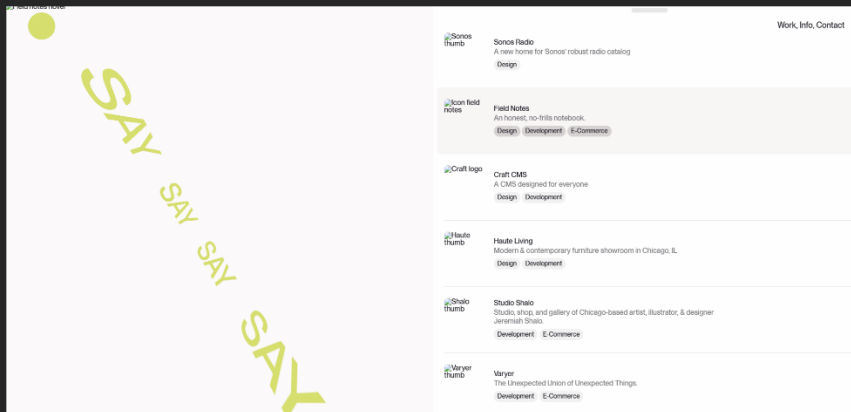 Field notes hover
SAY
SAY
SAY
SAY
Work, Info, Contact
Sonos
thumb
Sonos Radio
A new home for Sonos' robust radio catalog
Design
Icon field
notes
Field Notes
An honest, no-frills notebook.
Design Development E-Commerce
Craft logo
Craft CMS
A CMS designed for everyone
Design Development
Haute
thumb
Haute Living
Modern & contemporary furniture showroom in Chicago, IL
Design Development
Shalo
thumb
Studio Shalo
Studio, shop, and gallery of Chicago-based artist, illustrator, & designer
Jeremiah Shalo.
Development E-Commerce
Varyer
thumb
Varyer
The Unexpected Union of Unexpected Things.
Development E-Commerce